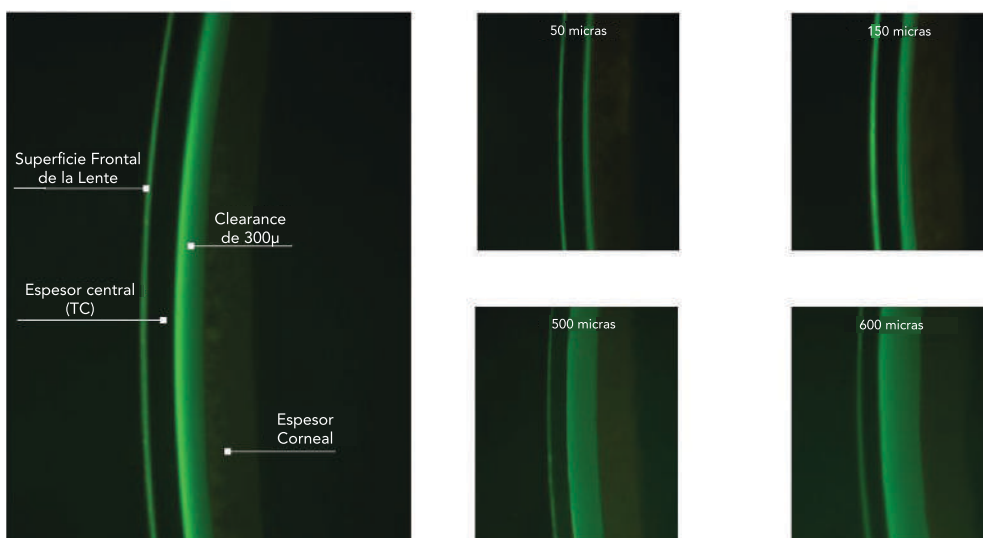 Superficie Frontal
de la Lente
Clearance
de 300µ
Espesor central
(TC)
Espesor
Corneal
50 micras
150 micras
500 micras
600 micras